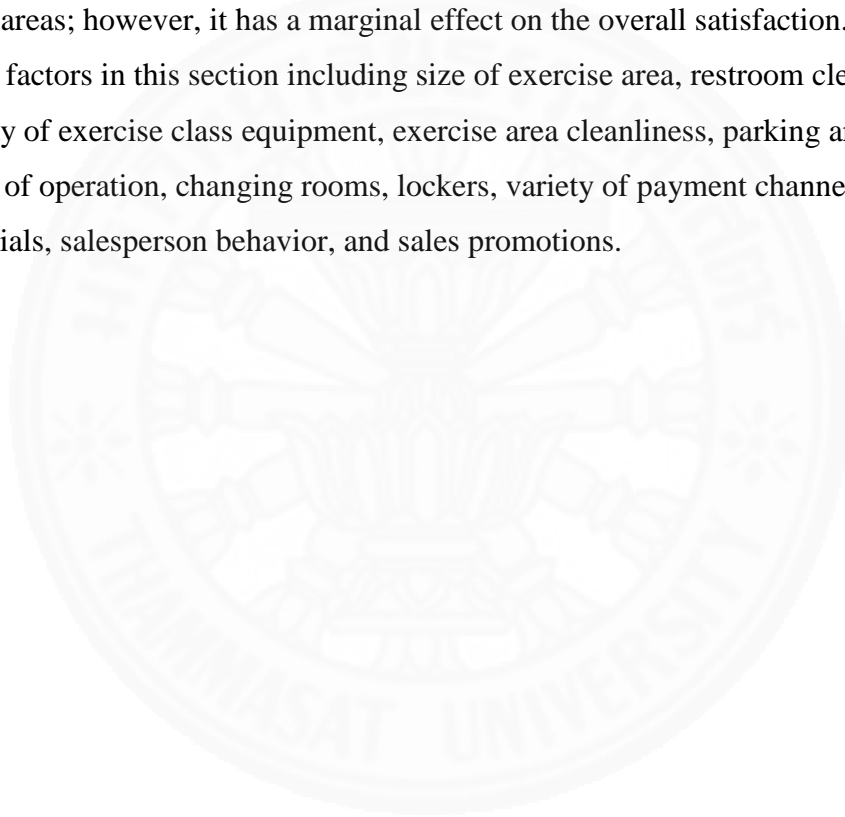 areas; however, it has a marginal effect on the overall satisfaction.
factors in this section including size of exercise area, restroom cle
y of exercise class equipment, exercise area cleanliness, parking a
of operation, changing rooms, lockers, variety of payment channe
ials, salesperson behavior, and sales promotions.
THAMMASAT UNIVERSITY